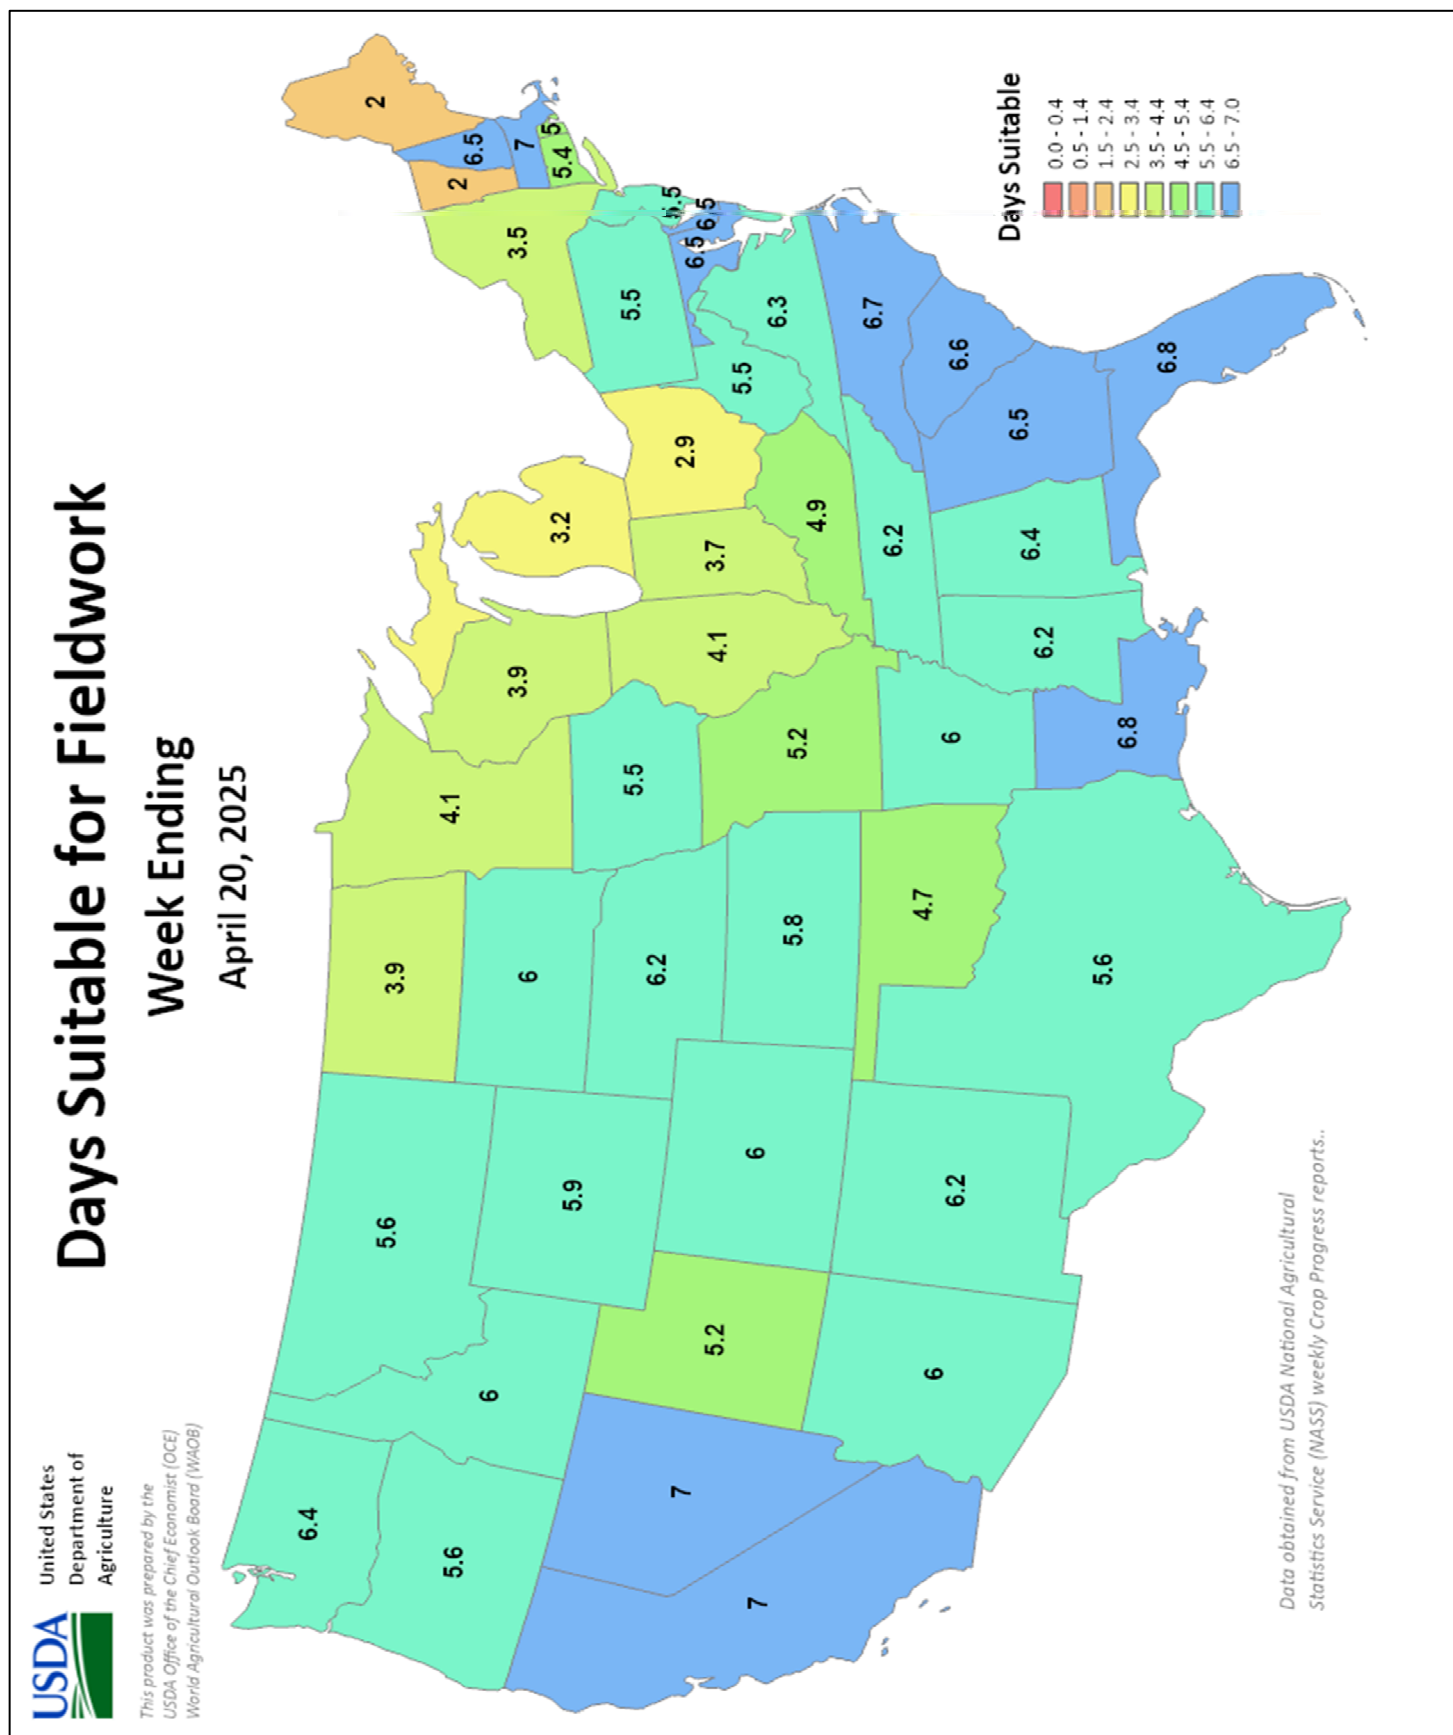 Days Suitable for Fieldwork
Week Ending
April 20, 2025
USDA
United States
Department of
Agriculture
This product was prepared by the
USDA Office of the Chief Economist (OCE)
World Agricultural Outlook Board (WAOB)
6.4
5.6
7
7
6
5.6
5.9
5.2
6
6
6.2
3.9
6
6.2
5.8
4.7
5.6
4.1
5.5
5.2
6
6.8
3.9
4.1
3.2
3.7
2.9
4.9
6.2
6.2
6.4
6.5
6.8
6.6
6.7
6.3
5.5
5.5
3.5
2
6.5
2
7
5.4
5
6.5
6.5
Days Suitable
0.0 - 0.4
0.5 - 1.4
1.5 - 2.4
2.5 - 3.4
3.5 - 4.4
4.5 - 5.4
5.5 - 6.4
6.5 - 7.0
Data obtained from USDA National Agricultural
Statistics Service (NASS) weekly Crop Progress reports..